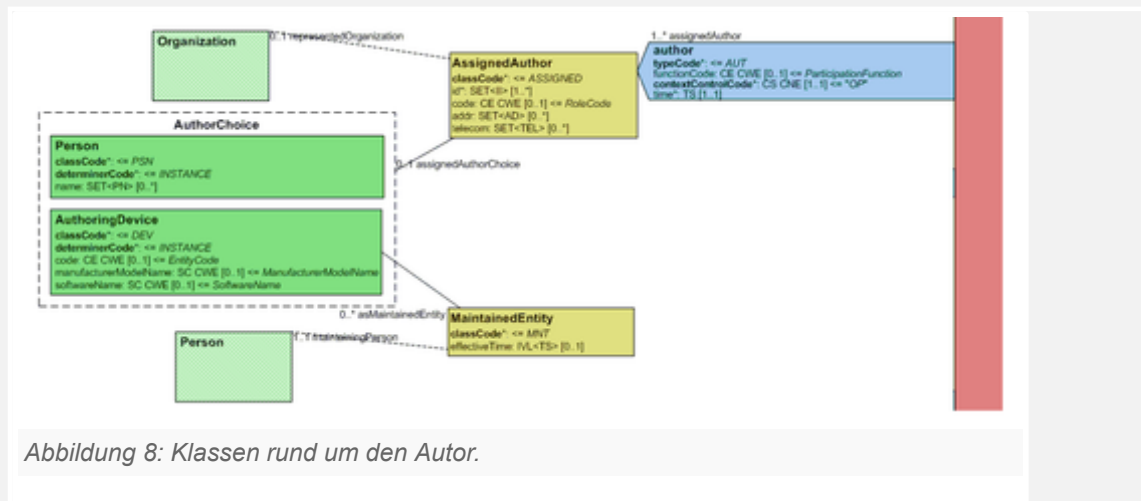 Organization
0..1 representedOrganization
1..* assignedAuthor
AssignedAuthor
classCode*: <= ASSIGNED
id*: SET<II> [1..*]
code: CE CWE [0..1] <= RoleCode
addr: SET<AD> [0..*]
telecom: SET<TEL> [0..*]
author
typeCode*: <= AUT
functionCode: CE CWE [0..1] <= ParticipationFunction
contextControlCode*: CS CNE [1..1] <= "OP"
time*: TS [1..1]
AuthorChoice
Person
classCode*: <= PSN
determinerCode*: <= INSTANCE
name: SET<PN> [0..*]
0..1 assignedAuthorChoice
AuthoringDevice
classCode*: <= DEV
determinerCode*: <= INSTANCE
code: CE CWE [0..1] <= EntityCode
manufacturerModelName: SC CWE [0..1] <= ManufacturerModelName
softwareName: SC CWE [0..1] <= SoftwareName
0..* asMaintainedEntity
MaintainedEntity
classCode*: <= MNT
effectiveTime: IVL<TS> [0..1]
Person
1..1 maintainingPerson
Abbildung 8: Klassen rund um den Autor.